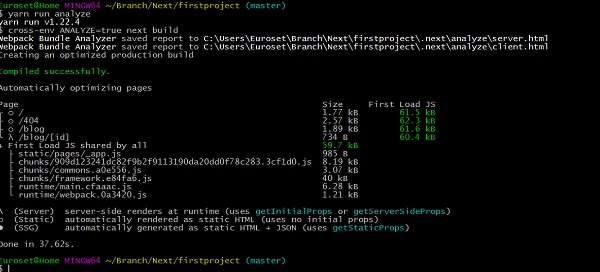 Euroset@Home MINGW64 ~/Branch/Next/firstproject (master)
$ yarn run analyze
yarn run v1.22.4
$ cross-env ANALYZE=true next build
Webpack Bundle Analyzer saved report to C:\Users\Euroset\Branch\Next\firstproject\.next\analyze\server.html
Webpack Bundle Analyzer saved report to C:\Users\Euroset\Branch\Next\firstproject\.next\analyze\client.html
Creating an optimized production build
Compiled successfully.
Automatically optimizing pages
Page Size First Load JS
┌ ○ / 1.77 kB 61.5 kB
├ ○ /404 2.57 kB 62.3 kB
├ ○ /blog 1.89 kB 61.6 kB
└ λ /blog/[id] 734 B 60.4 kB
+ First Load JS shared by all 59.7 kB
├ static/pages/_app.js 985 B
├ chunks/909d123241dc82f9b2f9113190da20dd0f78c283.3cf1d0.js 8.19 kB
├ chunks/commons.a0e556.js 3.07 kB
├ chunks/framework.e84fa6.js 40 kB
├ runtime/main.cfaaac.js 6.28 kB
└ runtime/webpack.0a3420.js 1.21 kB
λ (Server) server-side renders at runtime (uses getInitialProps or getServerSideProps)
○ (Static) automatically rendered as static HTML (uses no initial props)
● (SSG) automatically generated as static HTML + JSON (uses getStaticProps)
Done in 37.62s.
Euroset@Home MINGW64 ~/Branch/Next/firstproject (master)
$